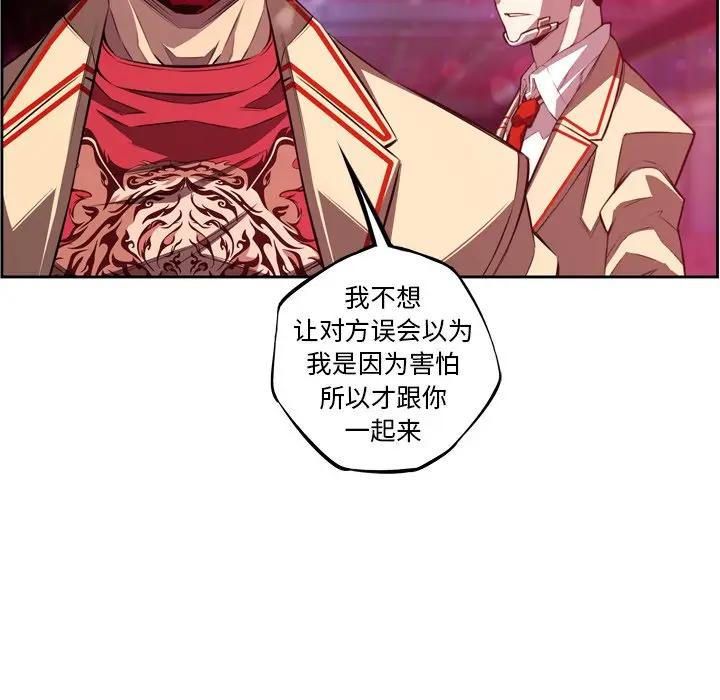 我不想
让对方误会以为
我是因为害怕
所以才跟你
一起来